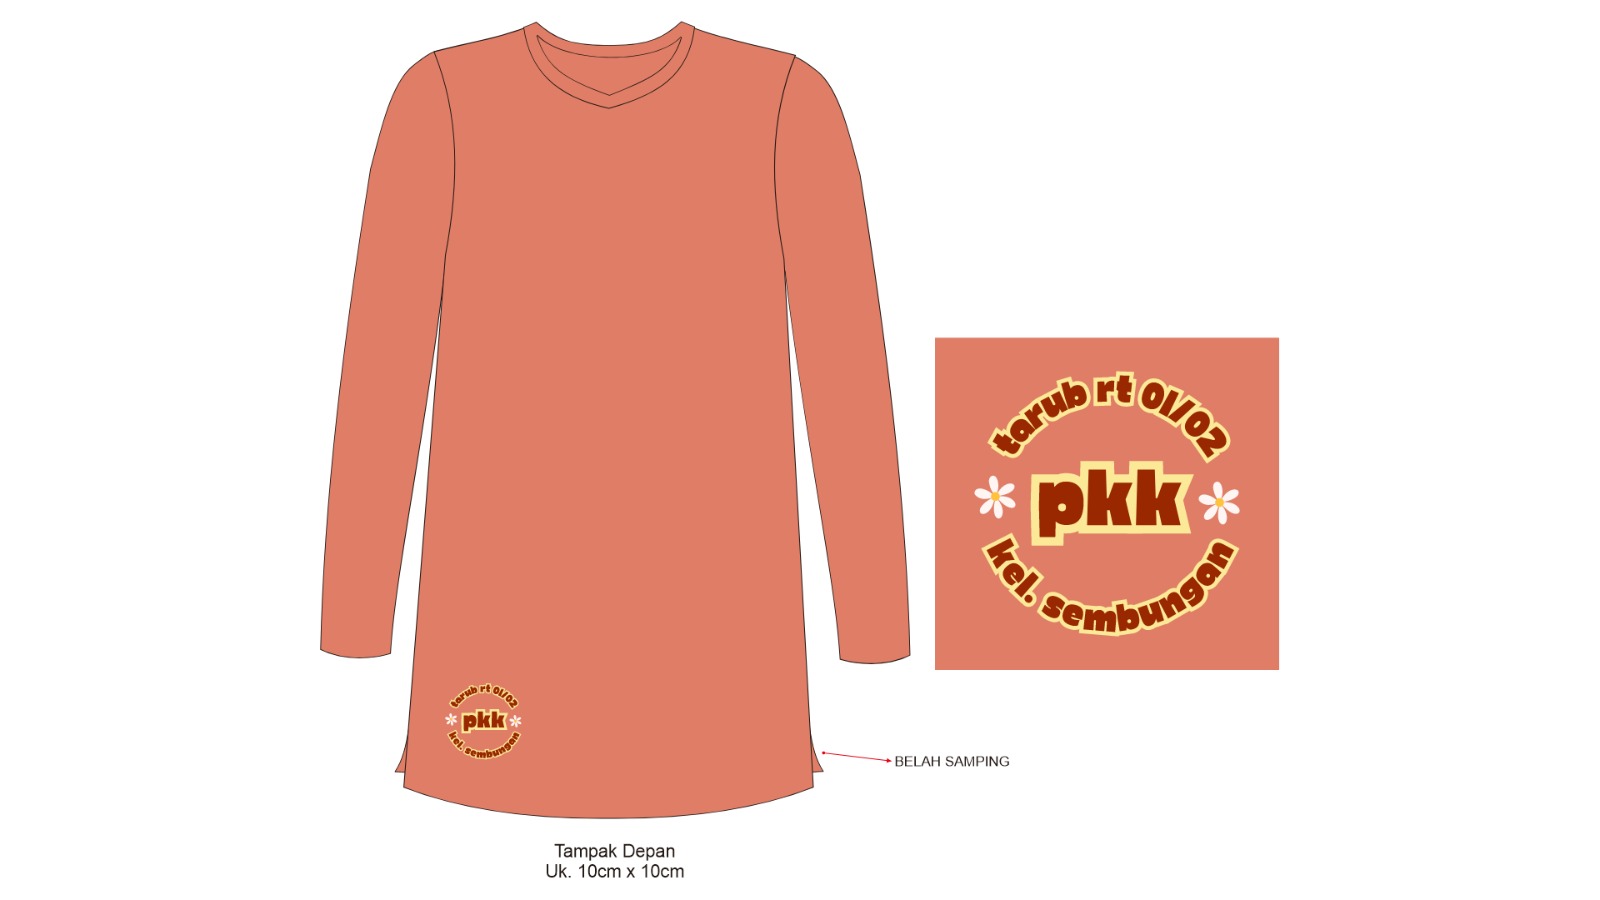 tarub rt 01/02
pkk
kel. sembungan
tarub rt 01/02
pkk
kel. sembungan
BELAH SAMPING
Tampak Depan
Uk. 10cm x 10cm